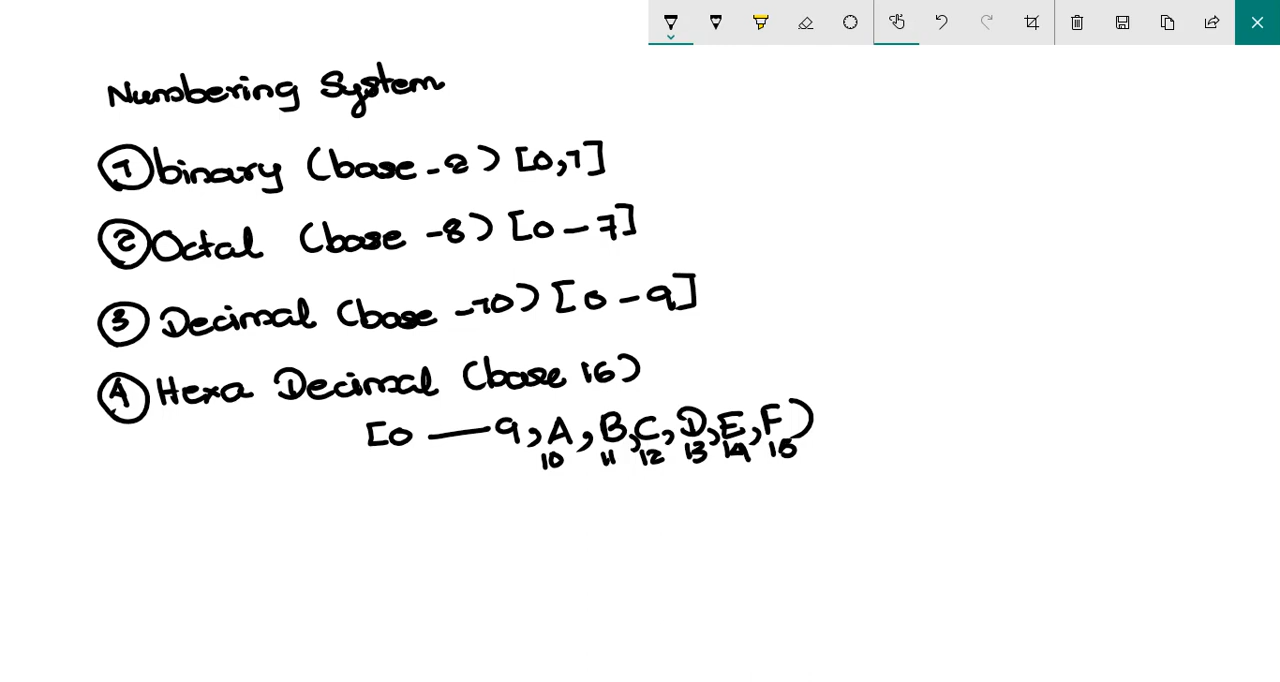 Numbering System
① binary (base -2) [0,1]
② Octal (base -8) [0 - 7]
③ Decimal (base -10) [0 - 9]
④ Hexa Decimal (base 16)
[0 — 9, A, B, C, D, E, F)
10 11 12 13 14 15